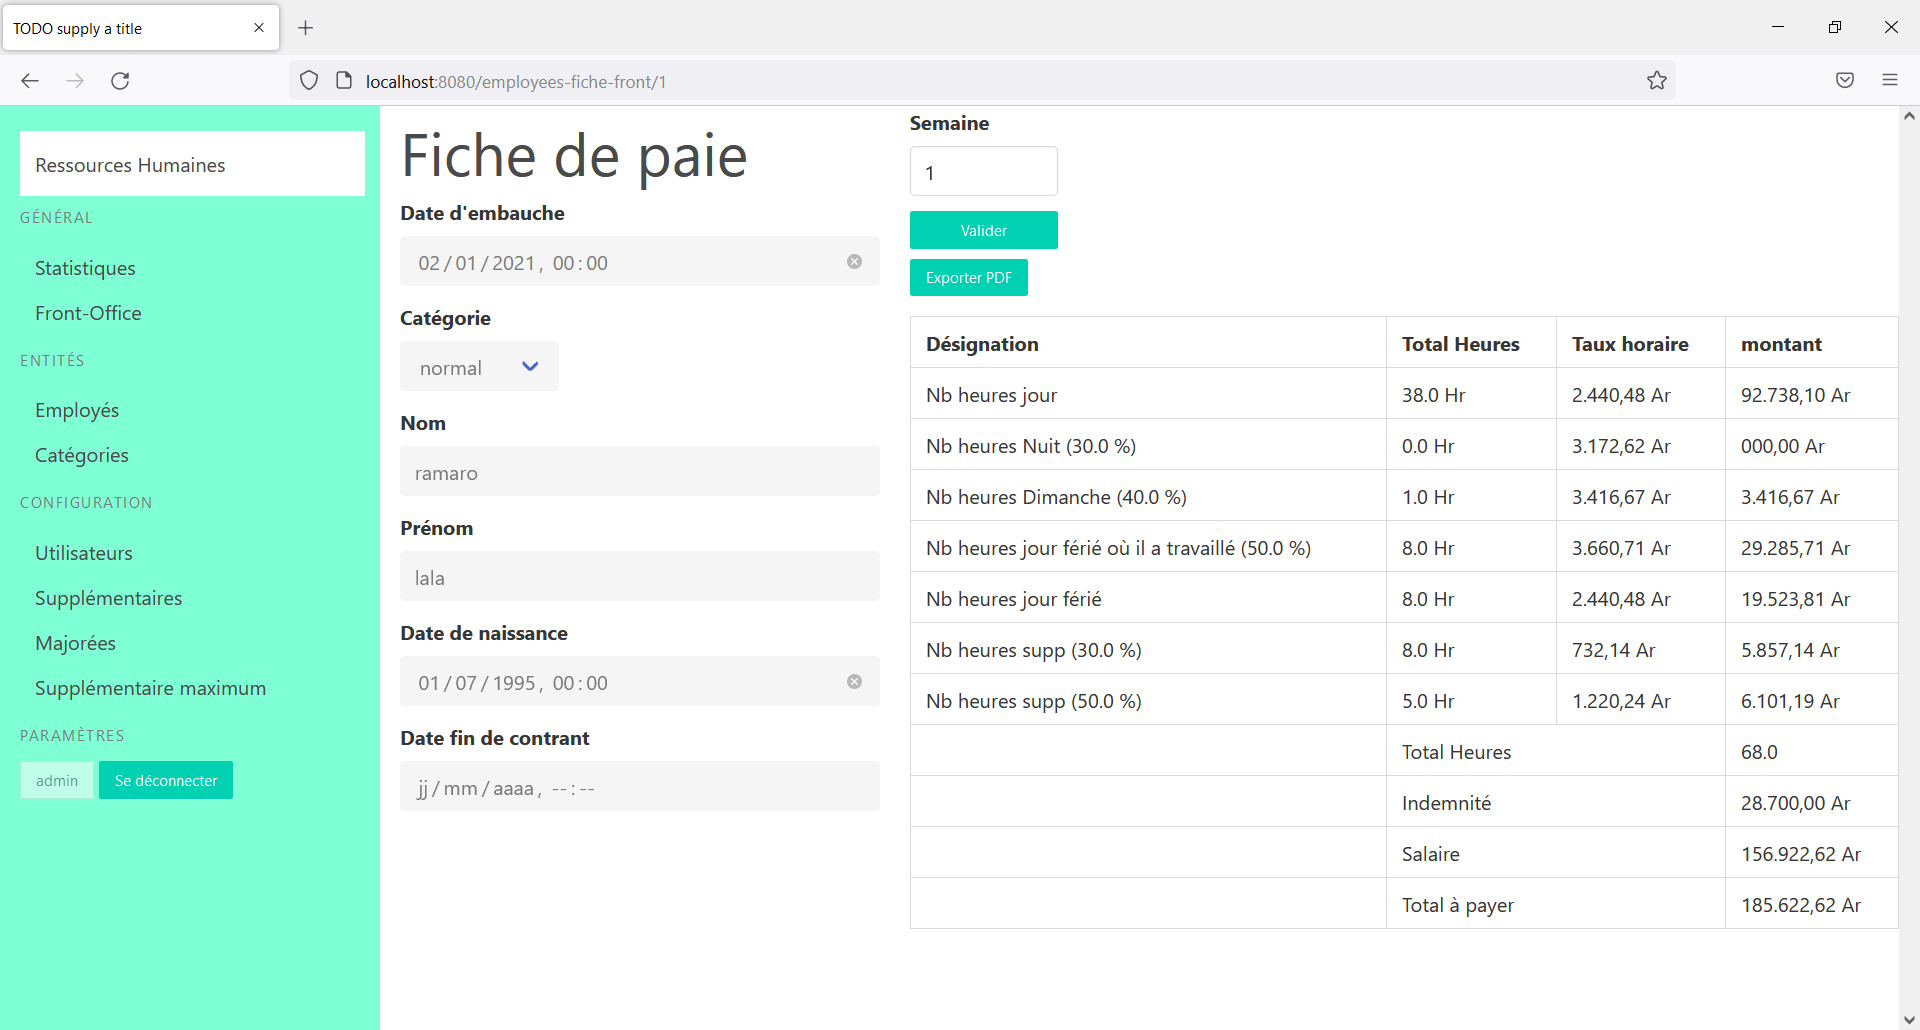 TODO supply a title
localhost:8080/employees-fiche-front/1
Ressources Humaines
GÉNÉRAL
Statistiques
Front-Office
ENTITÉS
Employés
Catégories
CONFIGURATION
Utilisateurs
Supplémentaires
Majorées
Supplémentaire maximum
PARAMÈTRES
admin Se déconnecter
Fiche de paie
Date d'embauche
02/01/2021, 00:00
Catégorie
normal
Nom
ramaro
Prénom
lala
Date de naissance
01/07/1995, 00:00
Date fin de contrant
jj/mm/aaaa, --:--
Semaine
1
Valider
Exporter PDF
Désignation Total Heures Taux horaire montant
Nb heures jour 38.0 Hr 2.440,48 Ar 92.738,10 Ar
Nb heures Nuit (30.0 %) 0.0 Hr 3.172,62 Ar 000,00 Ar
Nb heures Dimanche (40.0 %) 1.0 Hr 3.416,67 Ar 3.416,67 Ar
Nb heures jour férié où il a travaillé (50.0 %) 8.0 Hr 3.660,71 Ar 29.285,71 Ar
Nb heures jour férié 8.0 Hr 2.440,48 Ar 19.523,81 Ar
Nb heures supp (30.0 %) 8.0 Hr 732,14 Ar 5.857,14 Ar
Nb heures supp (50.0 %) 5.0 Hr 1.220,24 Ar 6.101,19 Ar
Total Heures 68.0
Indemnité 28.700,00 Ar
Salaire 156.922,62 Ar
Total à payer 185.622,62 Ar